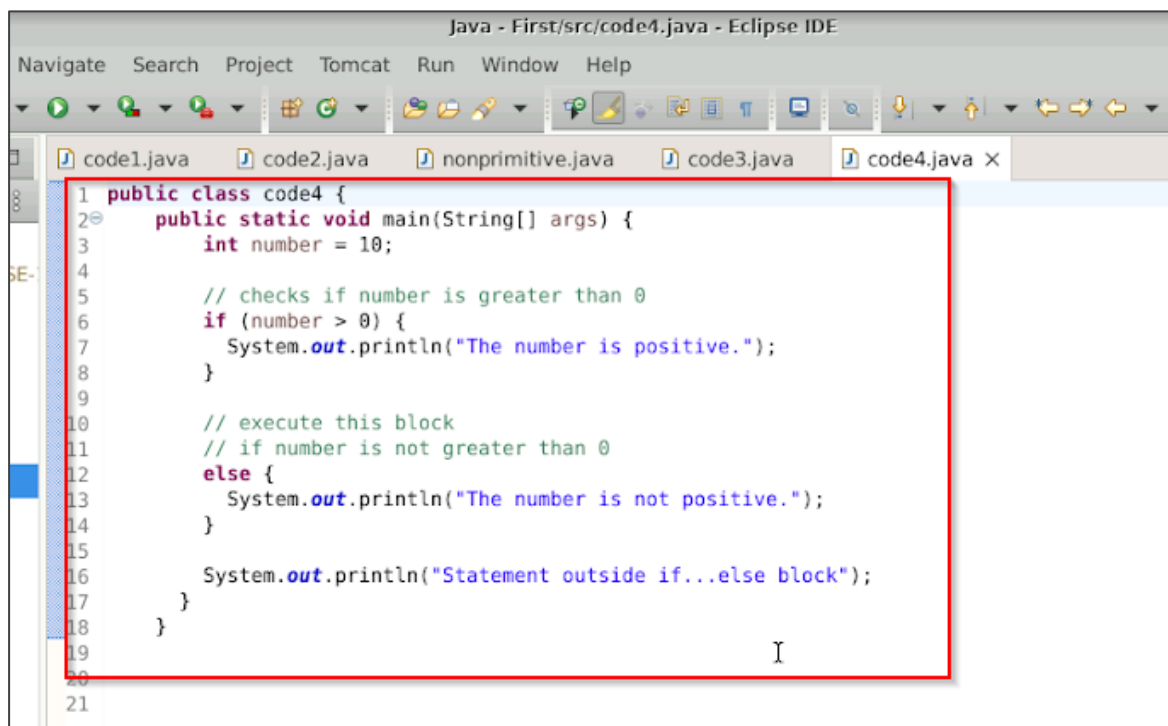 Java - First/src/code4.java - Eclipse IDE
Navigate Search Project Tomcat Run Window Help
code1.java code2.java nonprimitive.java code3.java code4.java
1 public class code4 {
2 public static void main(String[] args) {
3 int number = 10;
4
SE-
5 // checks if number is greater than 0
6 if (number > 0) {
7 System.out.println("The number is positive.");
8 }
9
10 // execute this block
11 // if number is not greater than 0
12 else {
13 System.out.println("The number is not positive.");
14 }
15
16 System.out.println("Statement outside if...else block");
17 }
18 }
19
20
21